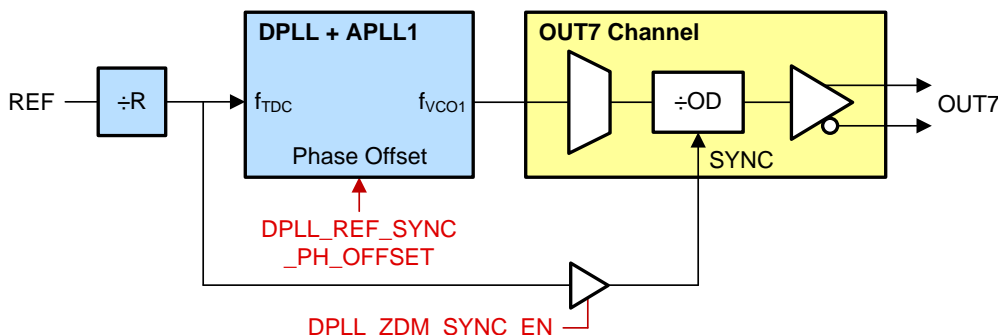 DPLL + APLL1
OUT7 Channel
REF
÷R
fTDC
fVCO1
÷OD
OUT7
Phase Offset
SYNC
DPLL_REF_SYNC
_PH_OFFSET
DPLL_ZDM_SYNC_EN